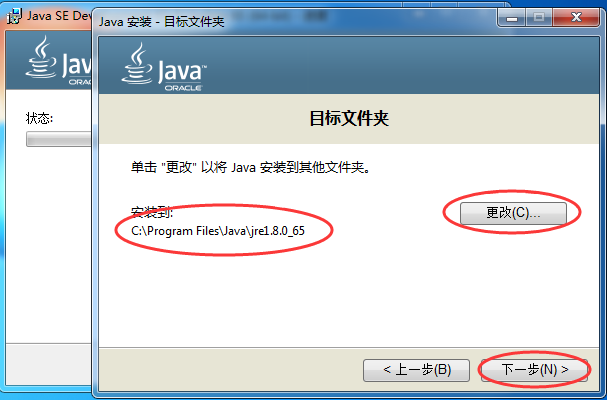 Java SE Dev
Java 安装 - 目标文件夹
Java
ORACLE
状态:
Java™
ORACLE
目标文件夹
单击 "更改" 以将 Java 安装到其他文件夹。
安装到:
更改(C)...
C:\Program Files\Java\jre1.8.0_65
< 上一步(B)
下一步(N) >